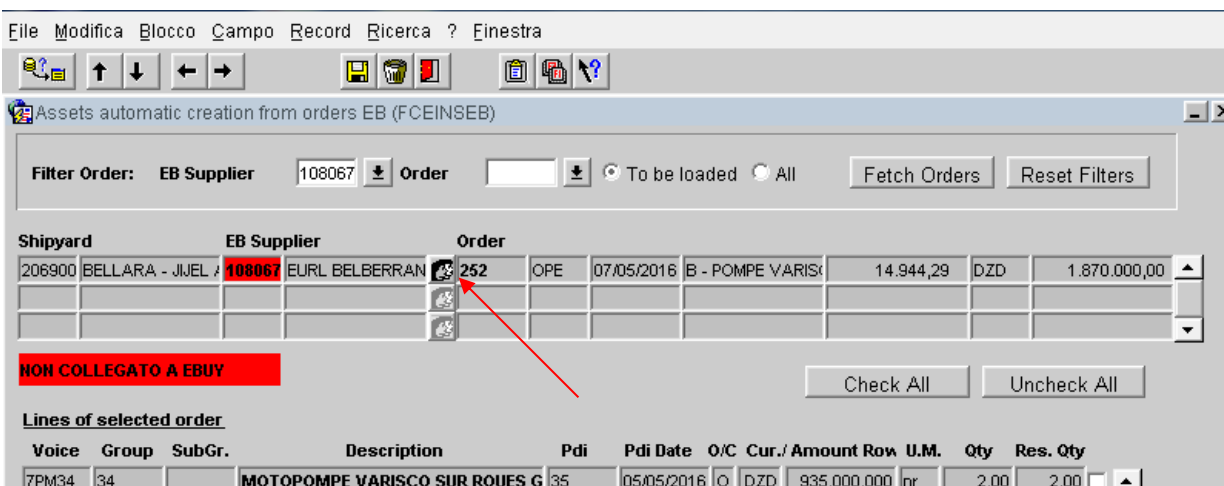 File Modifica Blocco Campo Record Ricerca ? Finestra
Assets automatic creation from orders EB (FCEINSEB)
Filter Order: EB Supplier 108067 Order To be loaded All Fetch Orders Reset Filters
Shipyard EB Supplier Order
206900 BELLARA - JIJEL 108067 EURL BELBERRAN 252 OPE 07/05/2016 B - POMPE VARIS 14.944,29 DZD 1.870.000,00
NON COLLEGATO A EBUY
Check All Uncheck All
Lines of selected order
Voice Group SubGr. Description Pdi Pdi Date O/C Cur./ Amount Row U.M. Qty Res. Qty
7PM34 34 MOTOPOMPE VARISCO SUR ROUES G 35 05/05/2016 O DZD 935.000,000 nr 2,00 2,00